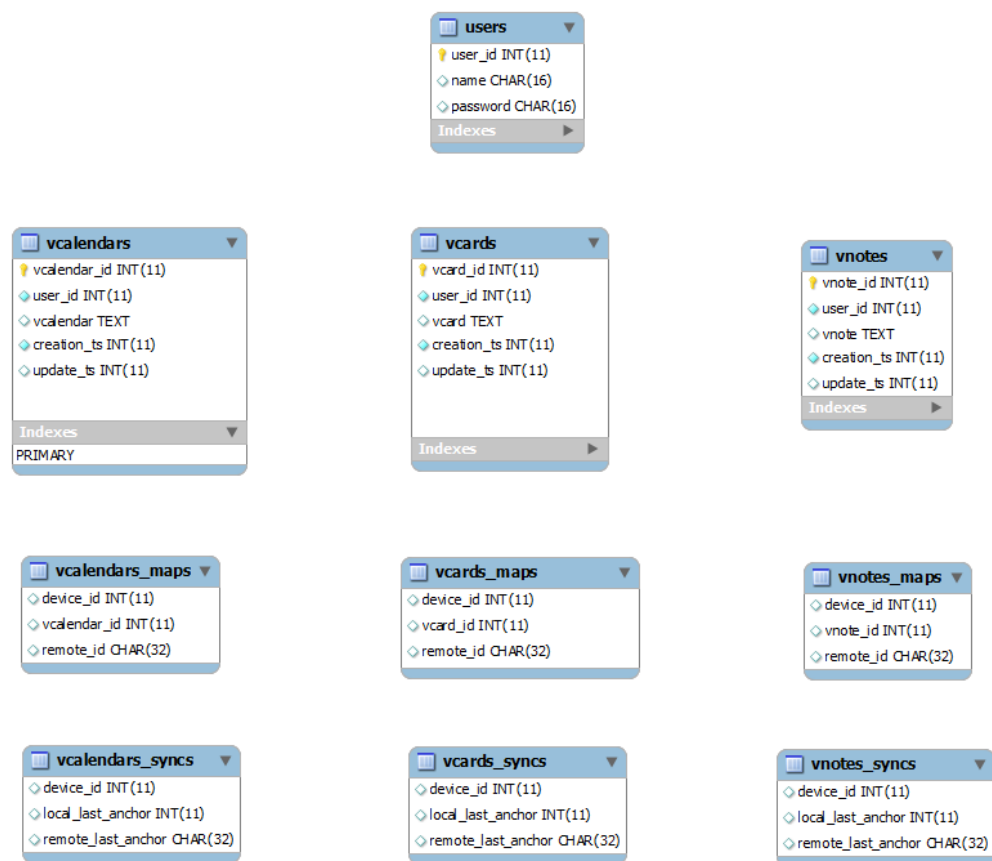 users
user_id INT(11)
name CHAR(16)
password CHAR(16)
Indexes
vcalendars
vcalendar_id INT(11)
user_id INT(11)
vcalendar TEXT
creation_ts INT(11)
update_ts INT(11)
Indexes
PRIMARY
vcards
vcard_id INT(11)
user_id INT(11)
vcard TEXT
creation_ts INT(11)
update_ts INT(11)
Indexes
vnotes
vnote_id INT(11)
user_id INT(11)
vnote TEXT
creation_ts INT(11)
update_ts INT(11)
Indexes
vcalendars_maps
device_id INT(11)
vcalendar_id INT(11)
remote_id CHAR(32)
vcards_maps
device_id INT(11)
vcard_id INT(11)
remote_id CHAR(32)
vnotes_maps
device_id INT(11)
vnote_id INT(11)
remote_id CHAR(32)
vcalendars_syncs
device_id INT(11)
local_last_anchor INT(11)
remote_last_anchor CHAR(32)
vcards_syncs
device_id INT(11)
local_last_anchor INT(11)
remote_last_anchor CHAR(32)
vnotes_syncs
device_id INT(11)
local_last_anchor INT(11)
remote_last_anchor CHAR(32)